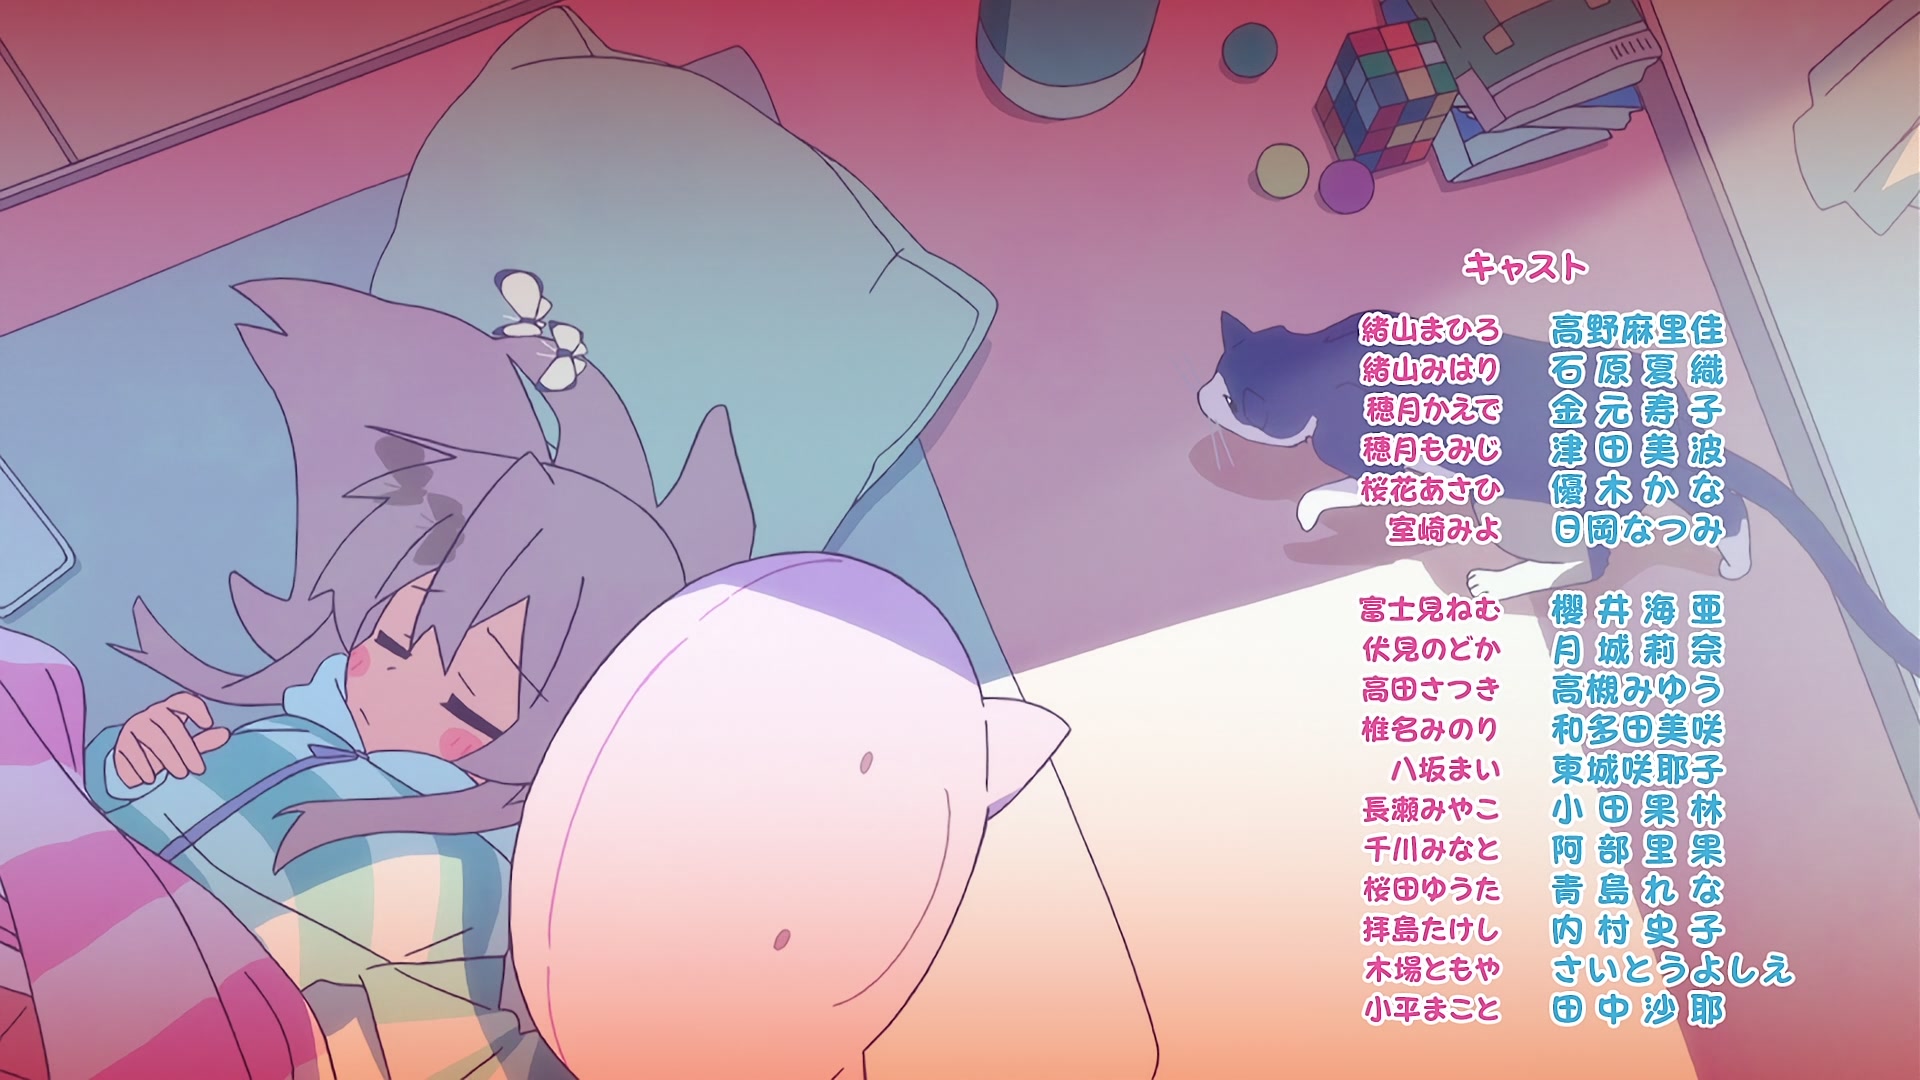 キャスト
緒山まひろ 高野麻里佳
緒山みはり 石原夏織
穂月かえで 金元寿子
穂月もみじ 津田美波
桜花あさひ 優木かな
室崎みよ 日岡なつみ
富士見ねむ 櫻井海亜
伏見のどか 月城莉奈
高田さつき 高槻みゆう
椎名みのり 和多田美咲
八坂まい 東城咲耶子
長瀬みやこ 小田果林
千川みなと 阿部里果
桜田ゆうた 青島れな
拝島たけし 内村史子
木場ともや さいとうよしえ
小平まこと 田中沙耶